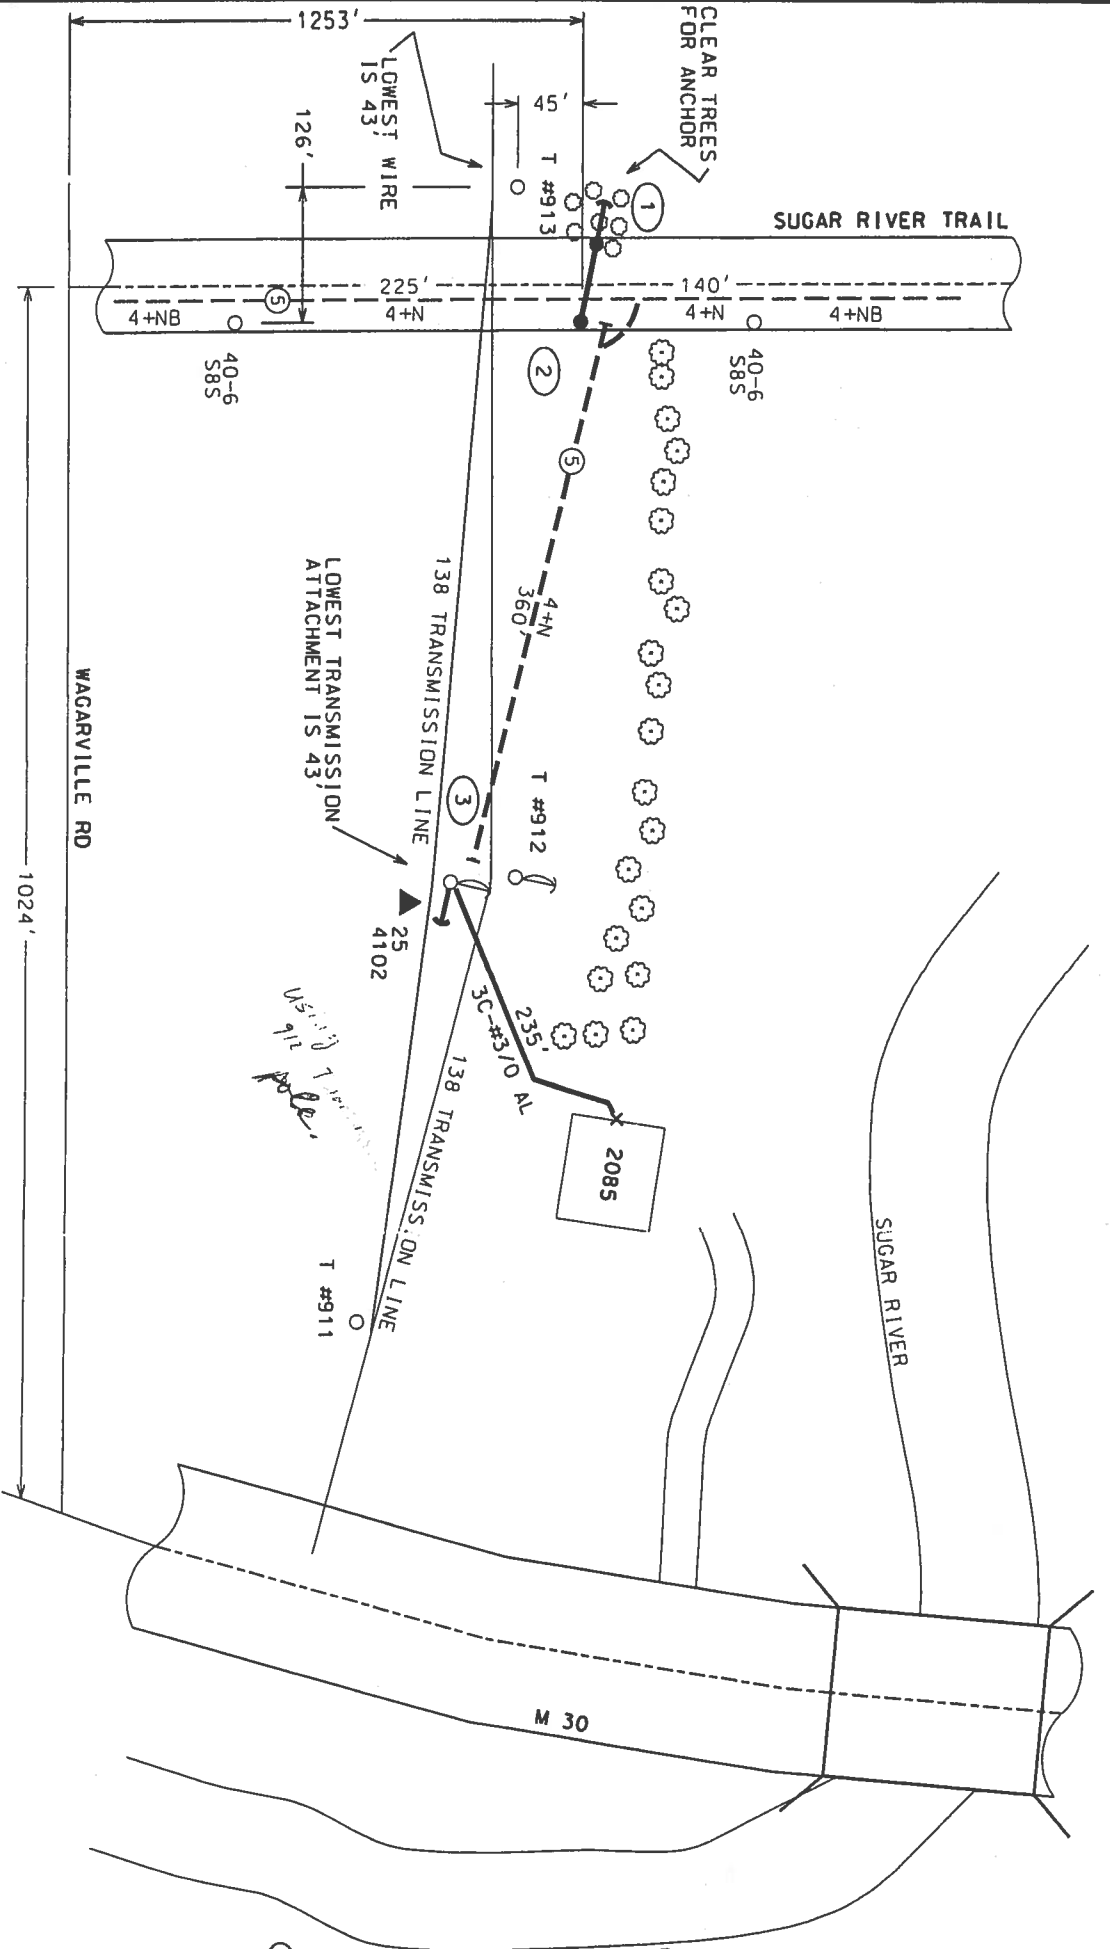 1253'
CLEAR TREES
FOR ANCHOR
LOWEST WIRE
IS 43'
45'
126'
T #913
1
SUGAR RIVER TRAIL
225'
140'
5
4+NB
4+N
4+N
4+NB
40-6
S8S
2
40-6
S8S
5
4+N
360'
138 TRANSMISSION LINE
LOWEST TRANSMISSION
ATTACHMENT IS 43'
WAGARVILLE RD
3
T #912
1024'
25
4102
235'
3C-#3/0 AL
using
912
pole.
138 TRANSMISSION LINE
2085
T #911
SUGAR RIVER
M 30